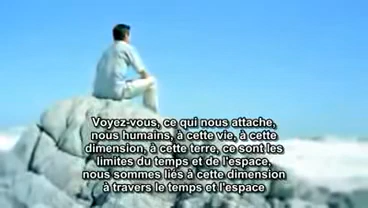 Voyez-vous, ce qui nous attache,
nous humains, à cette vie, à cette
dimension, à cette terre, ce sont les
limites du temps et de l'espace,
nous sommes liés à cette dimension
à travers le temps et l'espace